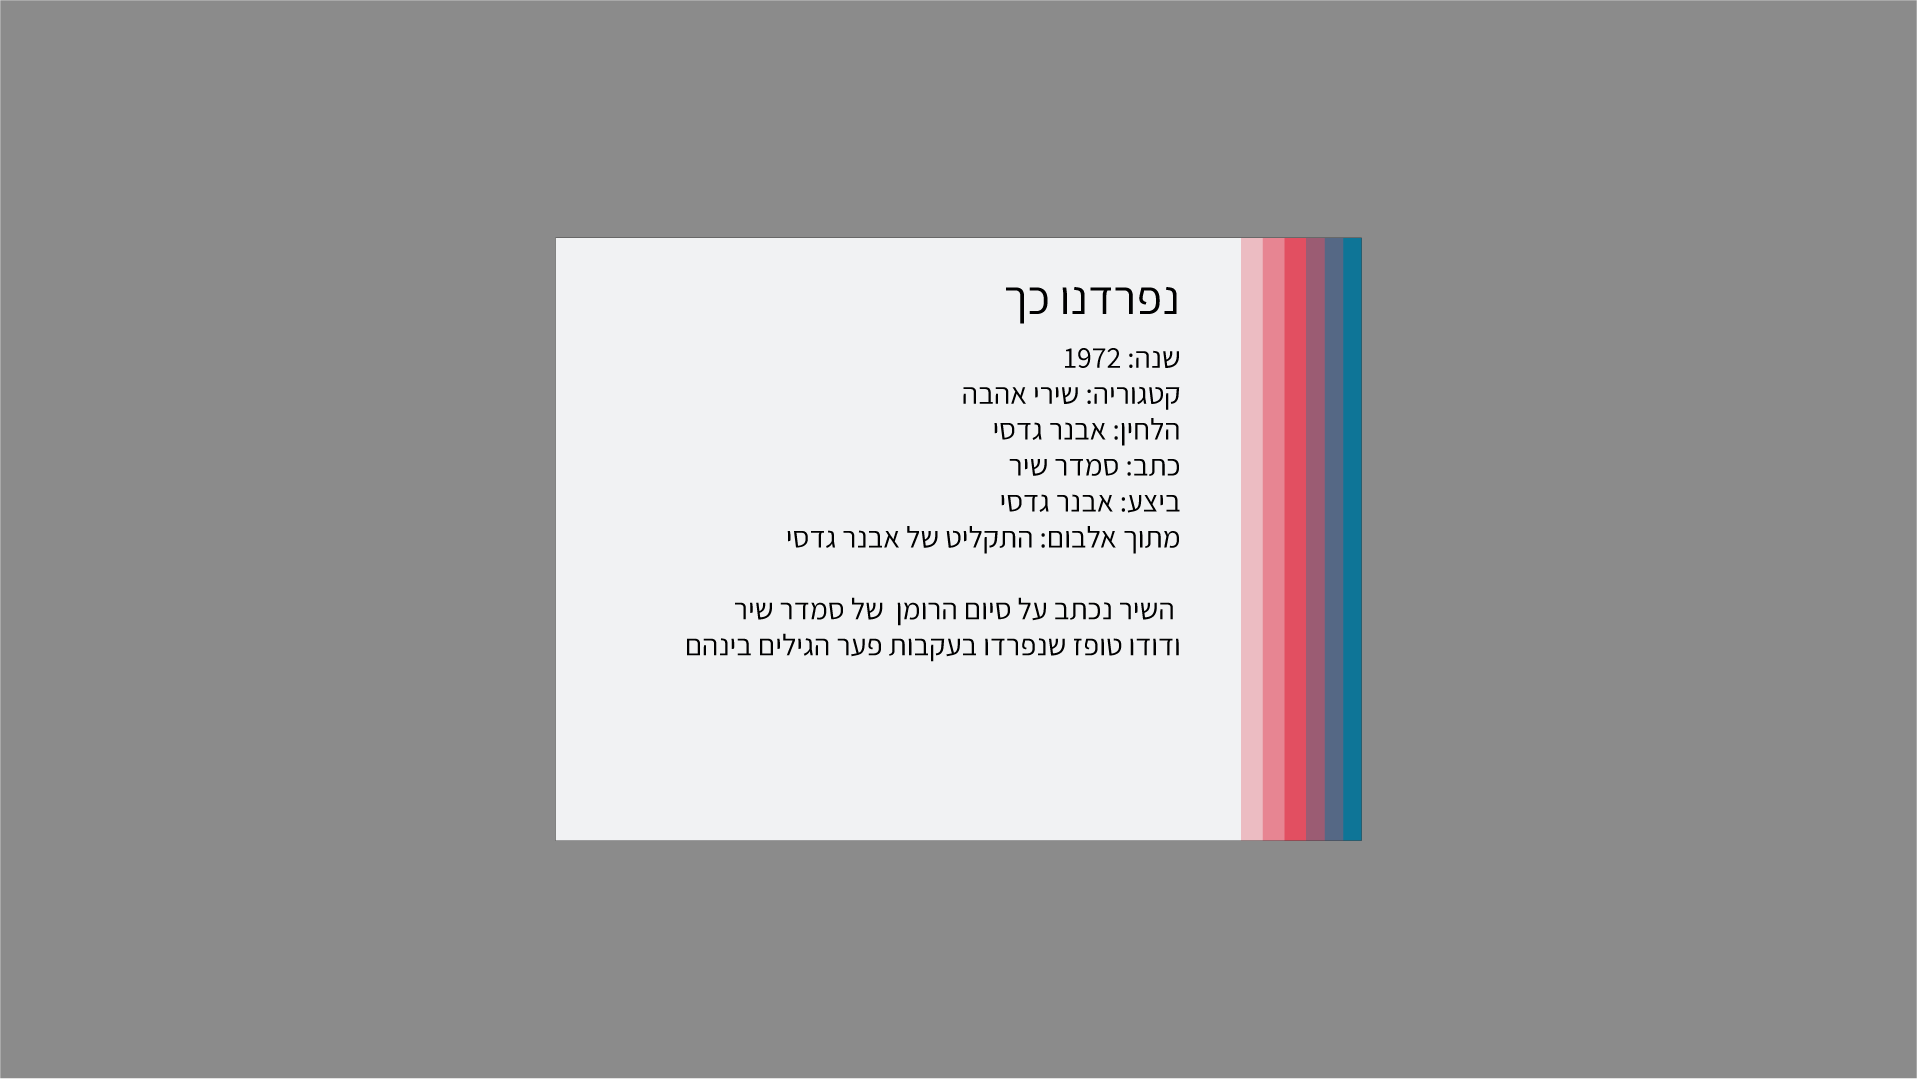 נפרדנו כך
שנה: 1972
קטגוריה: שירי אהבה
הלחין: אבנר גדסי
כתב: סמדר שיר
ביצע: אבנר גדסי
מתוך אלבום: התקליט של אבנר גדסי
השיר נכתב על סיום הרומן של סמדר שיר
ודודו טופז שנפרדו בעקבות פער הגילים בינהם